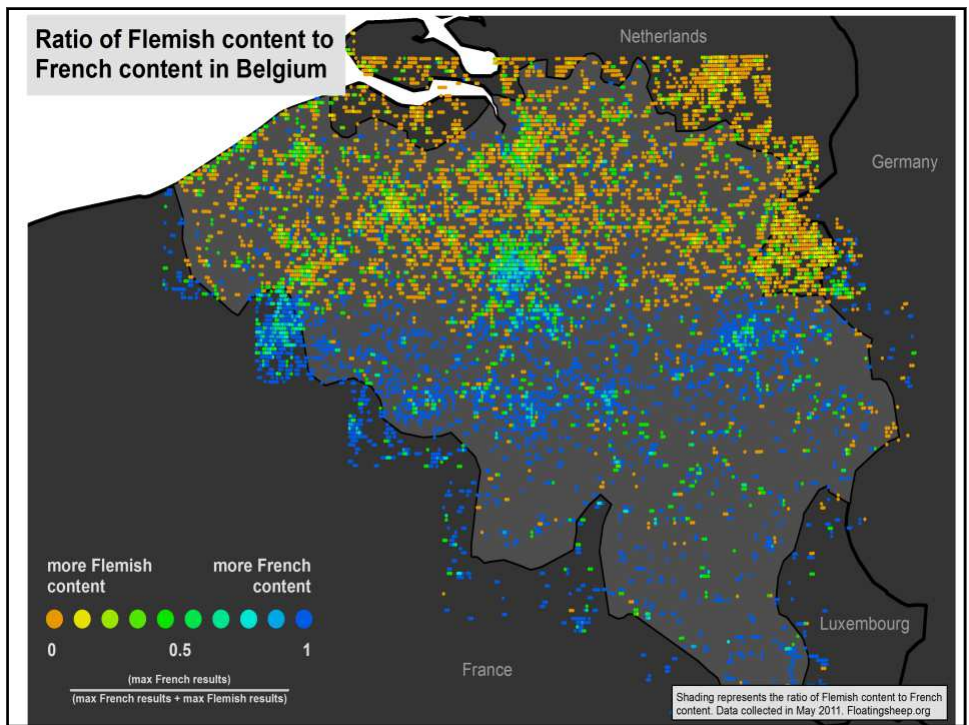 Ratio of Flemish content to
French content in Belgium
Netherlands
Germany
more Flemish
content
more French
content
0
0.5
1
(max French results)
(max French results + max Flemish results)
France
Luxembourg
Shading represents the ratio of Flemish content to French
content. Data collected in May 2011. Floatingsheep.org